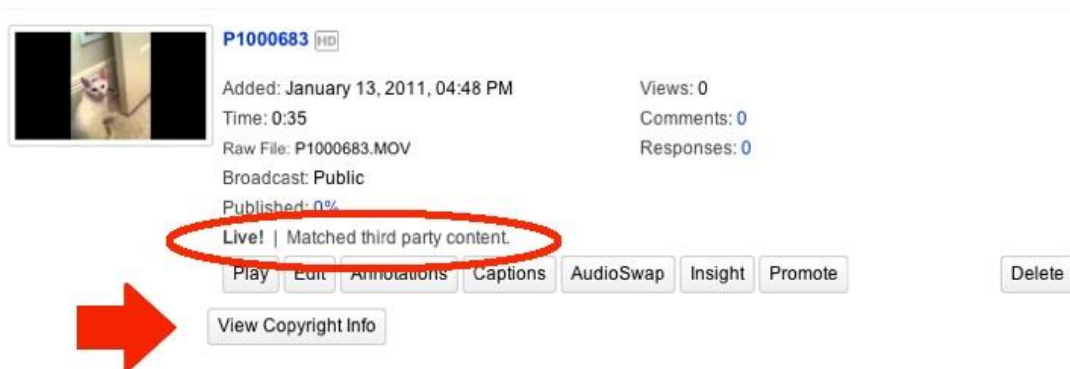 P1000683 HD
Added: January 13, 2011, 04:48 PM Views: 0
Time: 0:35 Comments: 0
Raw File: P1000683.MOV Responses: 0
Broadcast: Public
Published: 0%
Live! | Matched third party content.
Play Edit Annotations Captions AudioSwap Insight Promote Delete
View Copyright Info